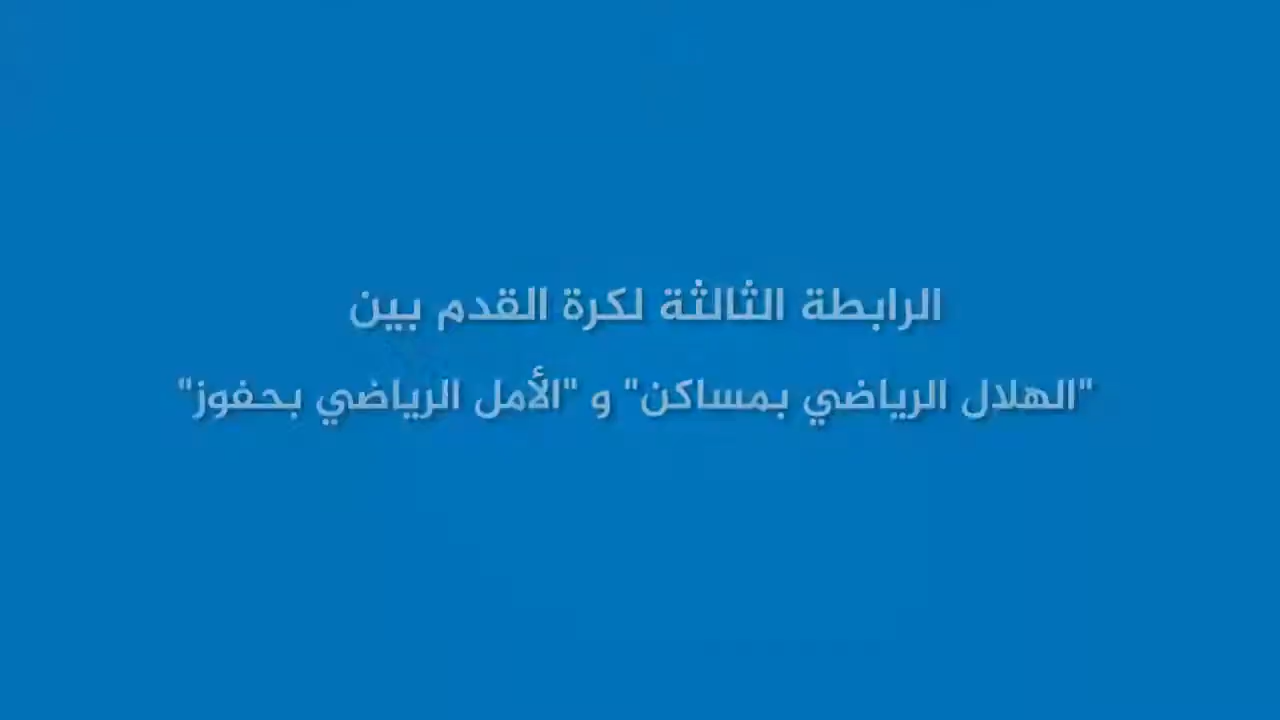 الرابطة الثالثة لكرة القدم بين
"الهلال الرياضي بمساكن" و "الأمل الرياضي بحفوز"